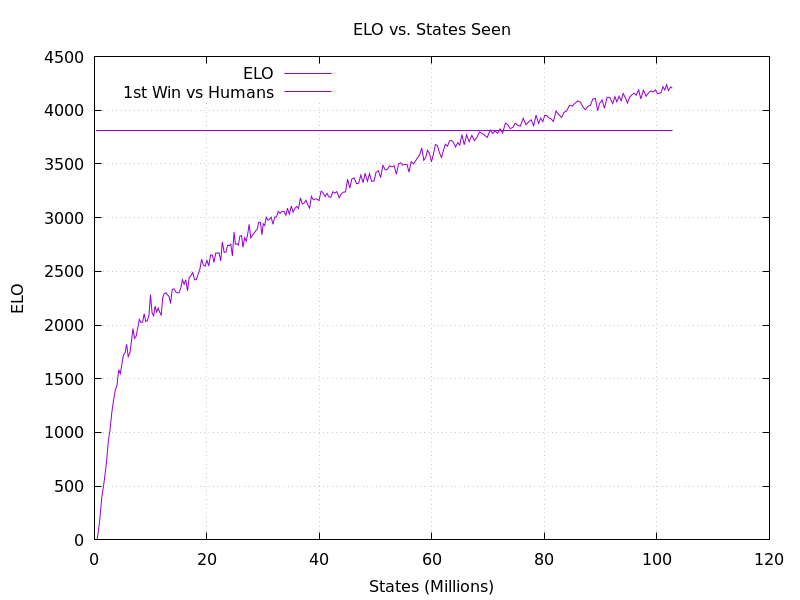 ELO vs. States Seen
ELO
1st Win vs Humans
4500
4000
3500
3000
2500
2000
1500
1000
500
0
ELO
0 20 40 60 80 100 120
States (Millions)